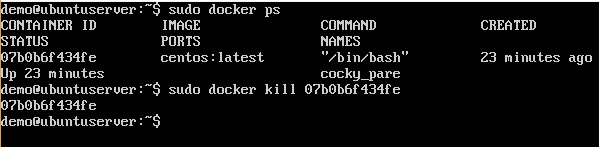 demo@ubuntuserver:~$ sudo docker ps
CONTAINER ID IMAGE COMMAND CREATED
STATUS PORTS NAMES
07b0b6f434fe centos:latest "/bin/bash" 23 minutes ago
Up 23 minutes cocky_pare
demo@ubuntuserver:~$ sudo docker kill 07b0b6f434fe
07b0b6f434fe
demo@ubuntuserver:~$